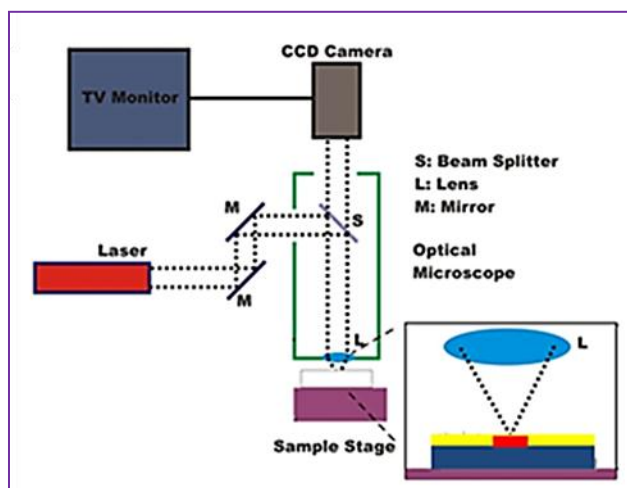 CCD Camera
TV Monitor
S: Beam Splitter
L: Lens
M: Mirror
Optical
Microscope
M
S
Laser
M
L
L
Sample Stage